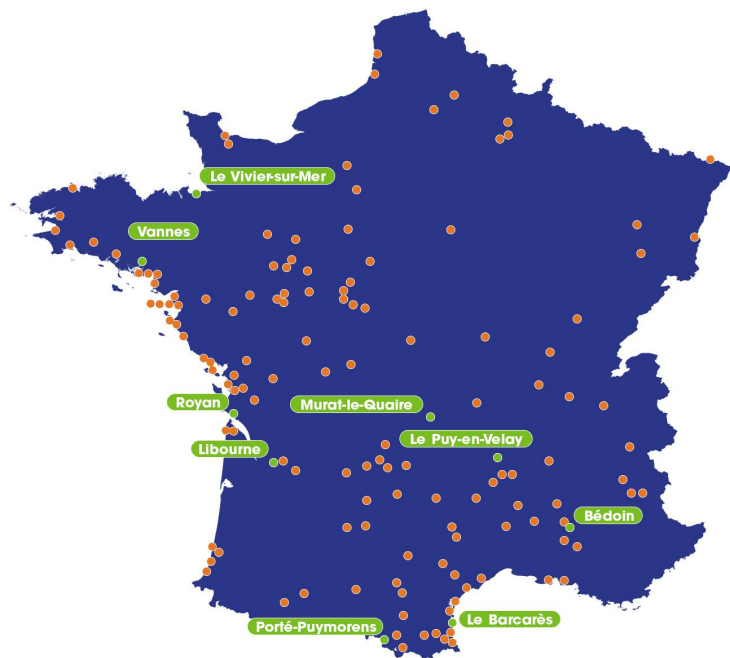 Le Vivier-sur-Mer
Vannes
Royan
Murat-le-Quaire
Le Puy-en-Velay
Libourne
Bédoin
Le Barcarès
Porté-Puymorens